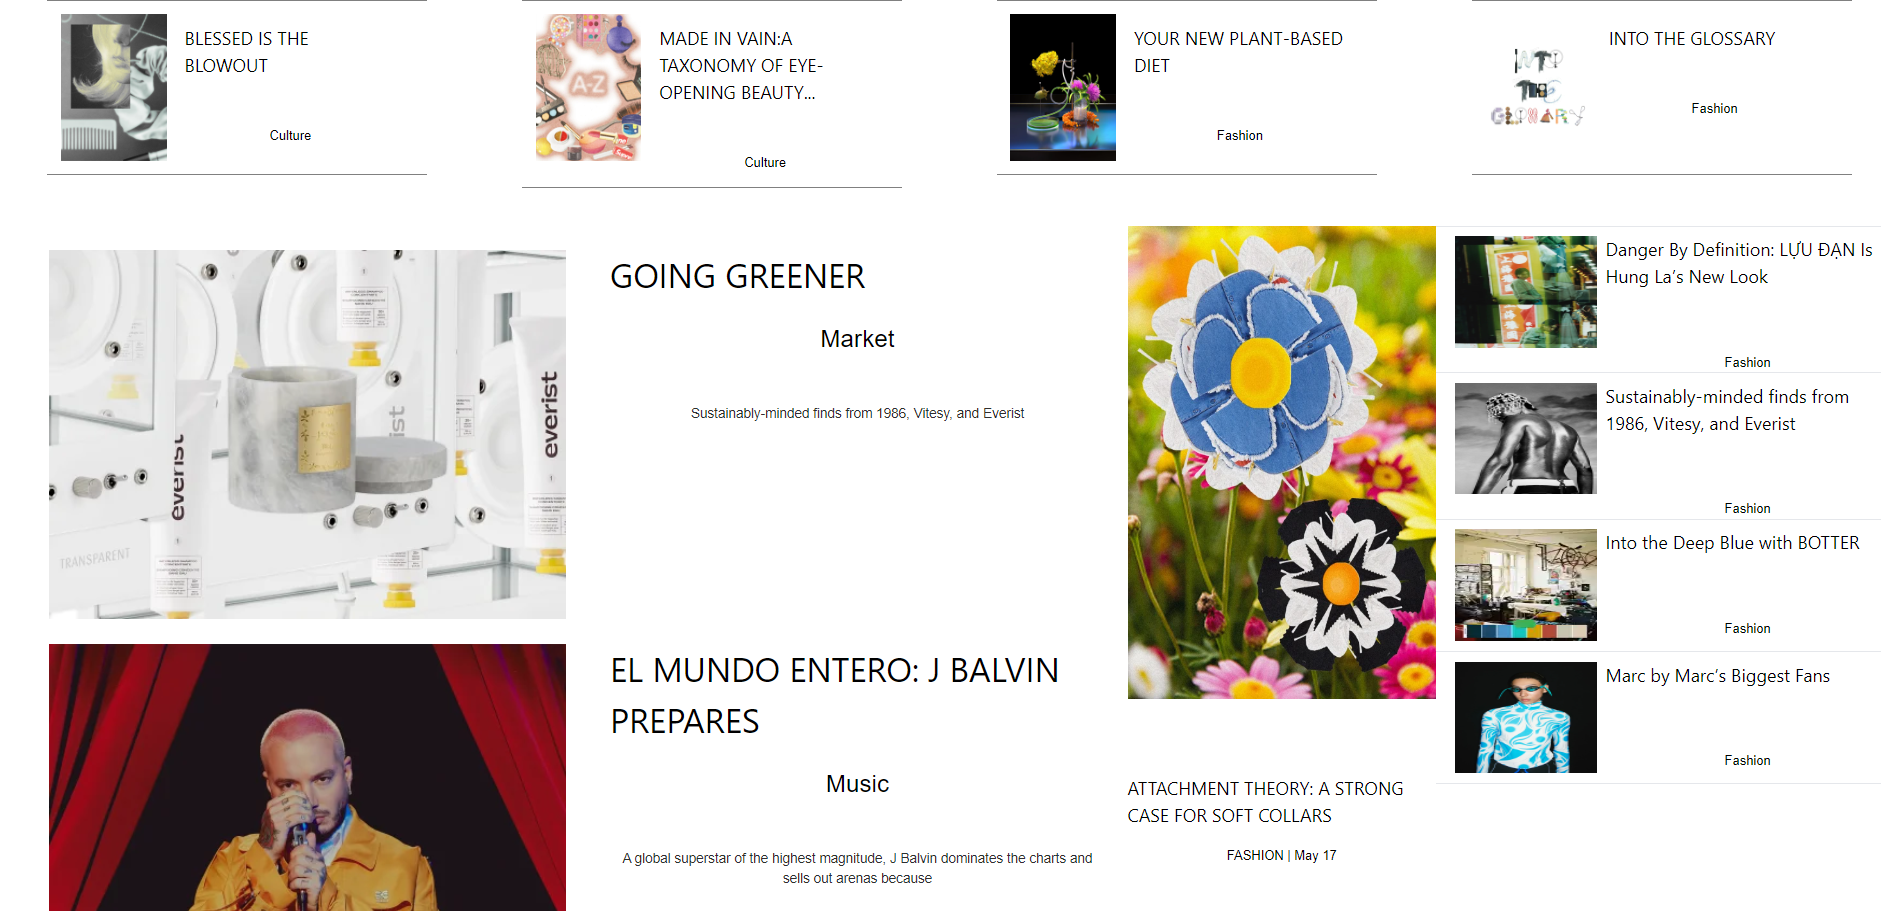 BLESSED IS THE
BLOWOUT
Culture
A-Z
MADE IN VAIN:A
TAXONOMY OF EYE-
OPENING BEAUTY...
Culture
YOUR NEW PLANT-BASED
DIET
Fashion
INTO
THE
GLOSSARY
INTO THE GLOSSARY
Fashion
everist
everist
TRANSPARENT
GOING GREENER
Market
Sustainably-minded finds from 1986, Vitesy, and Everist
EL MUNDO ENTERO: J BALVIN
PREPARES
Music
A global superstar of the highest magnitude, J Balvin dominates the charts and
sells out arenas because
ATTACHMENT THEORY: A STRONG
CASE FOR SOFT COLLARS
FASHION | May 17
Danger By Definition: LỰU ĐẠN Is
Hung La’s New Look
Fashion
Sustainably-minded finds from
1986, Vitesy, and Everist
Fashion
Into the Deep Blue with BOTTER
Fashion
Marc by Marc’s Biggest Fans
Fashion